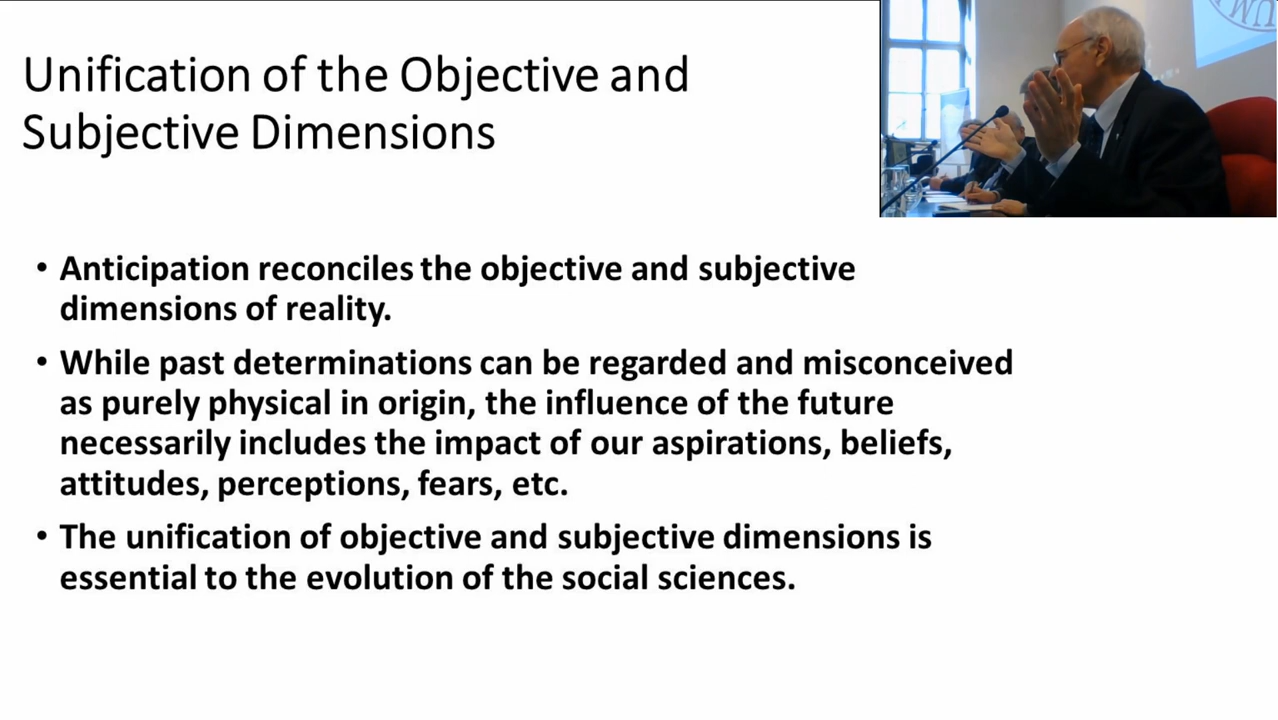 Unification of the Objective and
Subjective Dimensions
• Anticipation reconciles the objective and subjective
dimensions of reality.
• While past determinations can be regarded and misconceived
as purely physical in origin, the influence of the future
necessarily includes the impact of our aspirations, beliefs,
attitudes, perceptions, fears, etc.
• The unification of objective and subjective dimensions is
essential to the evolution of the social sciences.